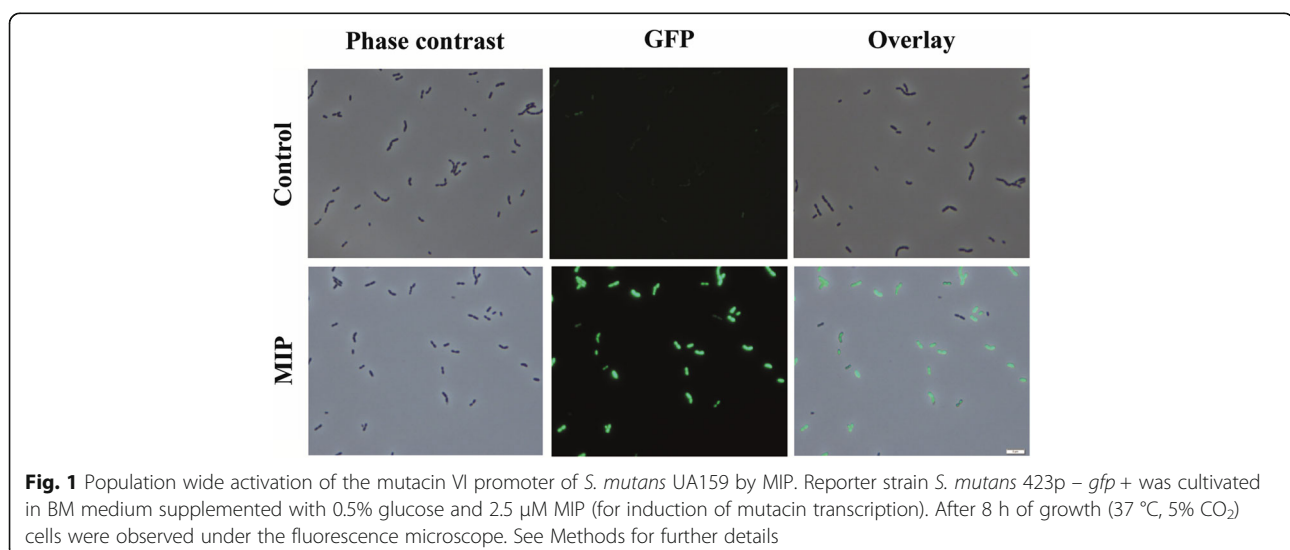 Phase contrast GFP Overlay
Control
MIP
Fig. 1 Population wide activation of the mutacin VI promoter of S. mutans UA159 by MIP. Reporter strain S. mutans 423p – gfp + was cultivated
in BM medium supplemented with 0.5% glucose and 2.5 μM MIP (for induction of mutacin transcription). After 8 h of growth (37 °C, 5% CO₂)
cells were observed under the fluorescence microscope. See Methods for further details